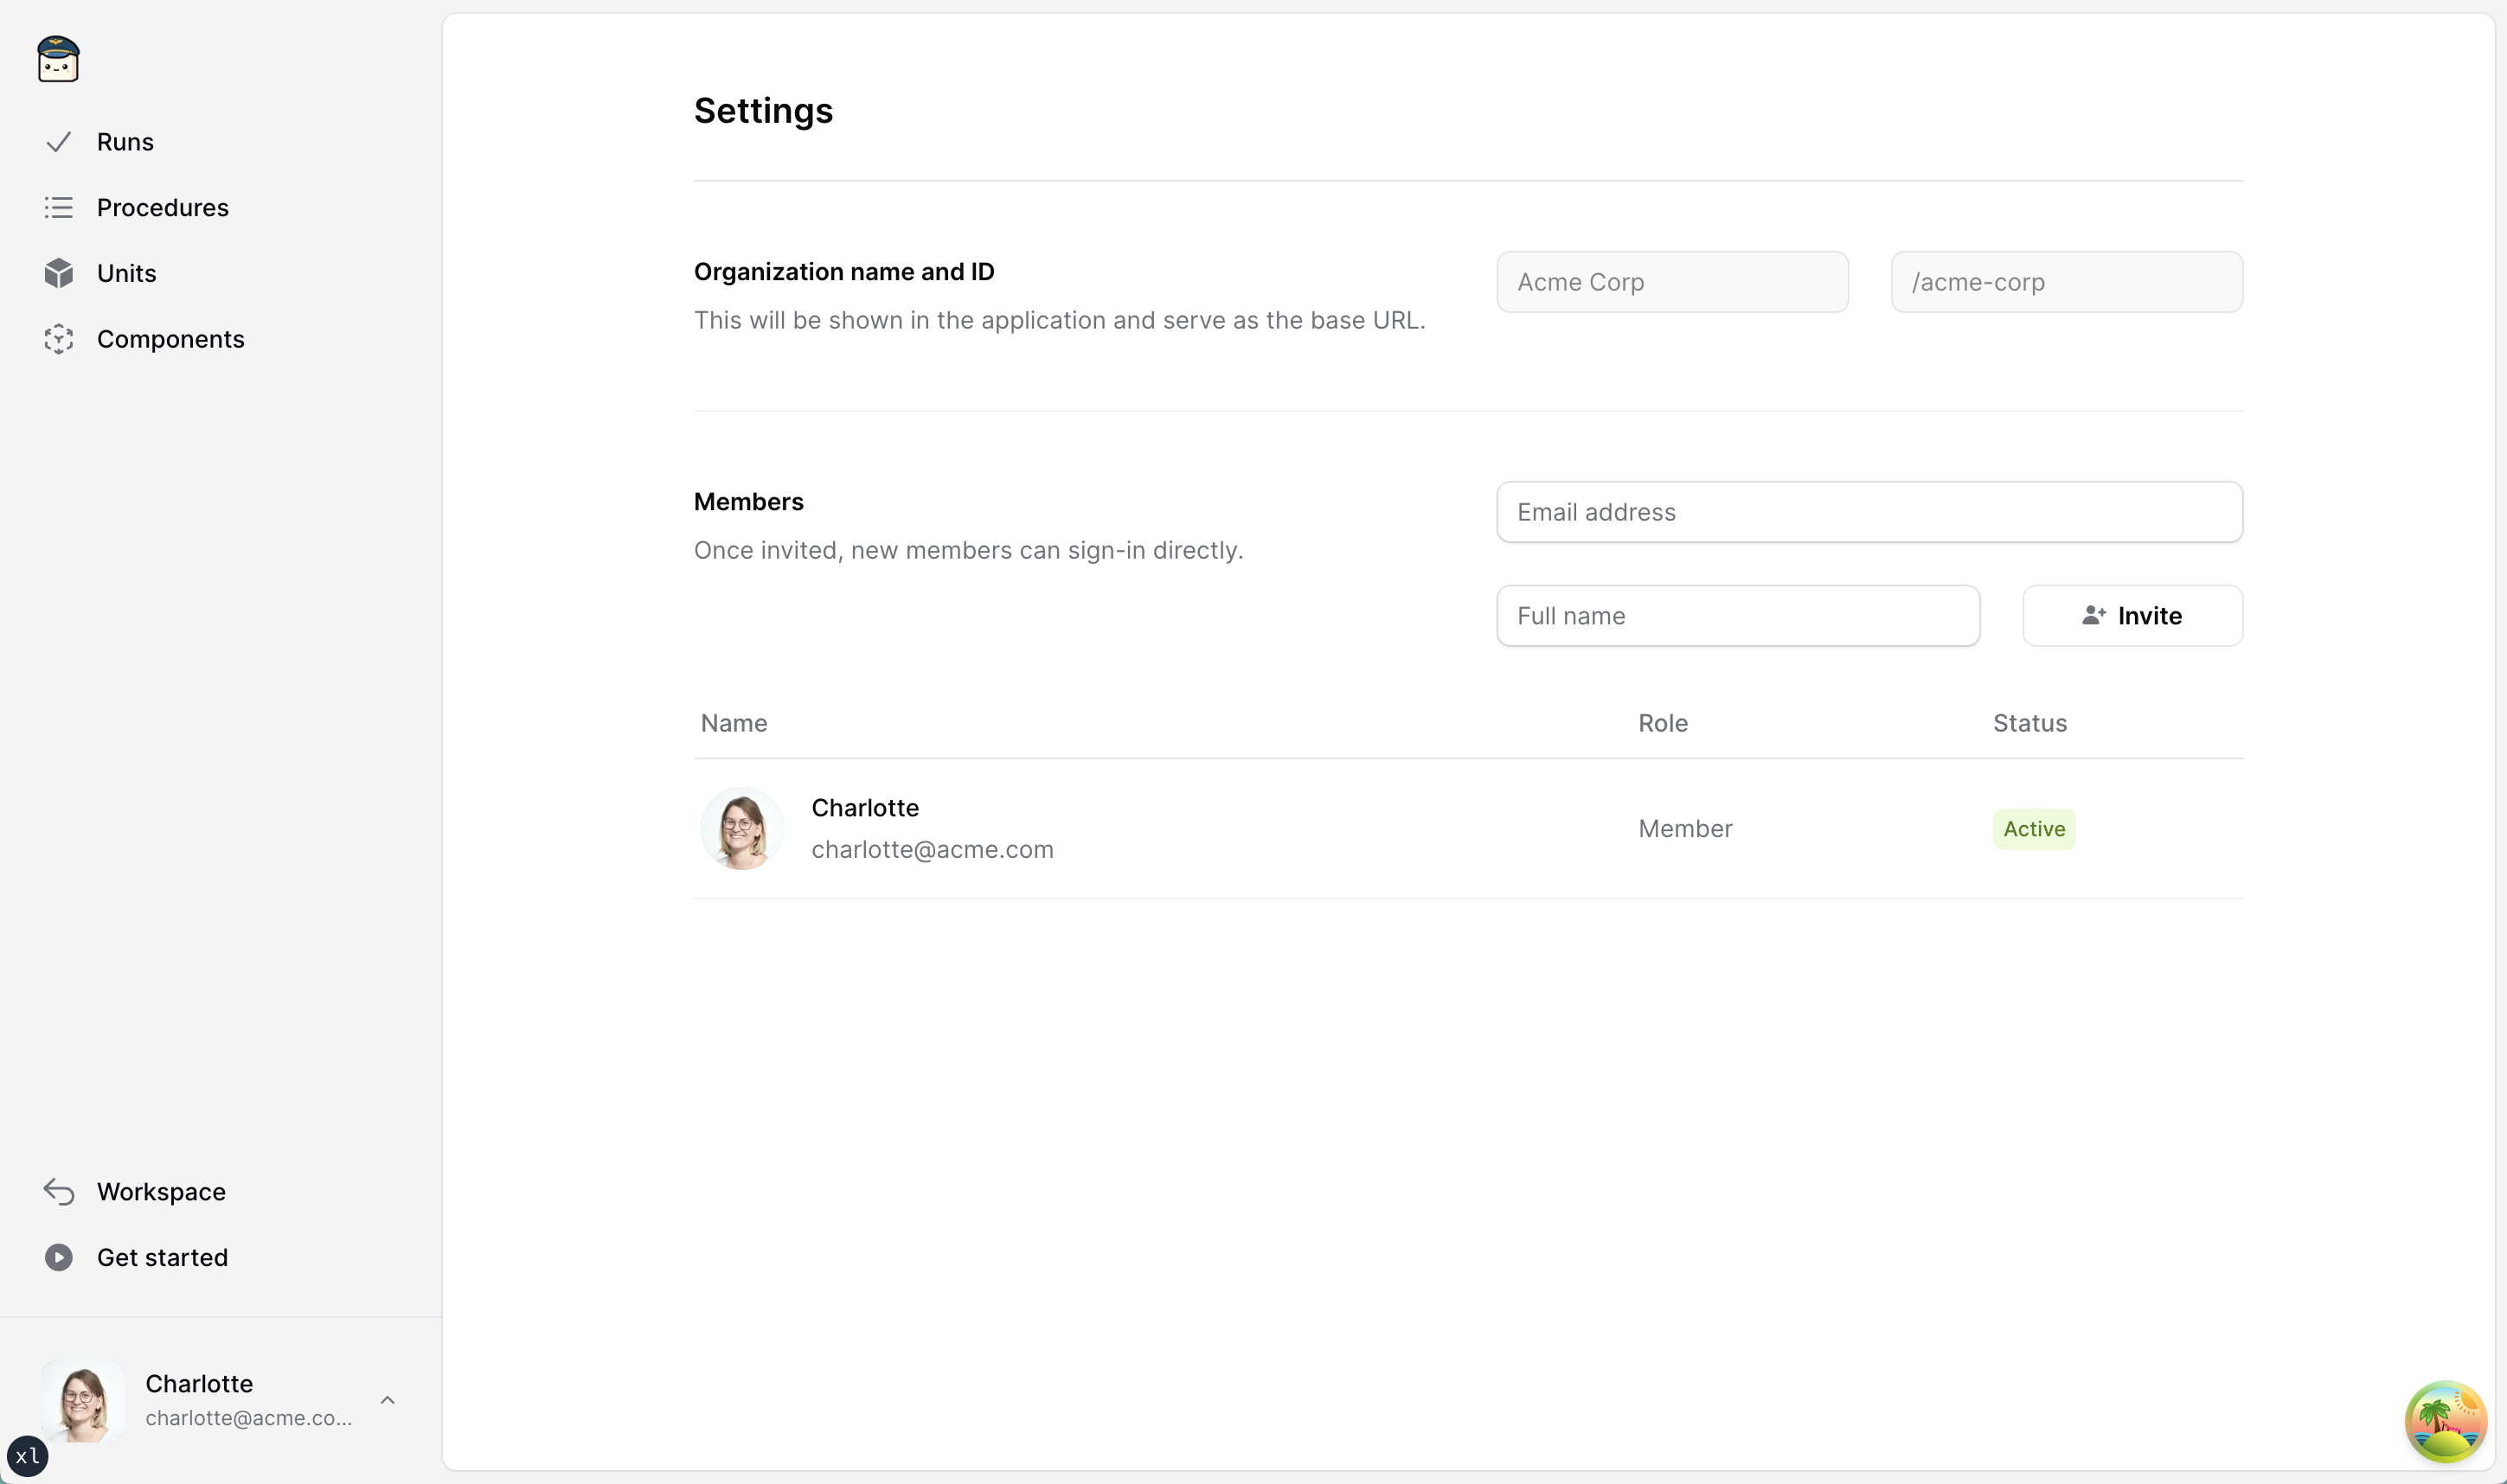 Runs
Procedures
Units
Components
Workspace
Get started
Charlotte
charlotte@acme.co...
xl
Settings
Organization name and ID
This will be shown in the application and serve as the base URL.
Acme Corp
/acme-corp
Members
Once invited, new members can sign-in directly.
Email address
Full name
Invite
Name Role Status
Charlotte
charlotte@acme.com
Member
Active